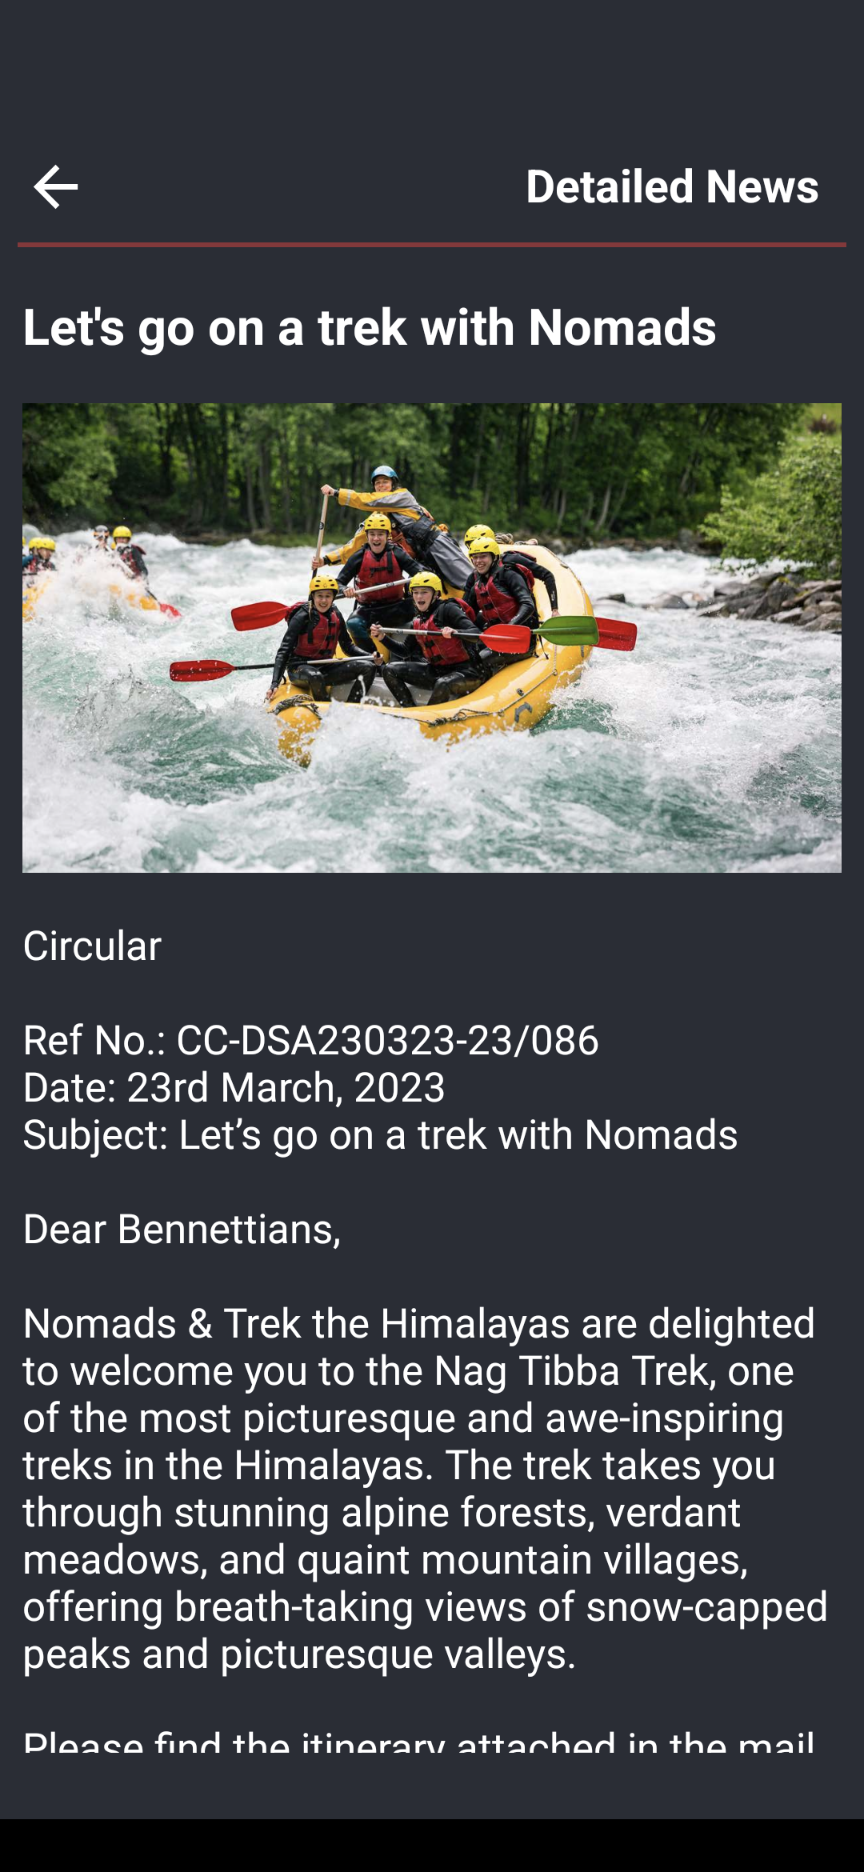 Detailed News
Let's go on a trek with Nomads
Circular
Ref No.: CC-DSA230323-23/086
Date: 23rd March, 2023
Subject: Let’s go on a trek with Nomads
Dear Bennettians,
Nomads & Trek the Himalayas are delighted
to welcome you to the Nag Tibba Trek, one
of the most picturesque and awe-inspiring
treks in the Himalayas. The trek takes you
through stunning alpine forests, verdant
meadows, and quaint mountain villages,
offering breath-taking views of snow-capped
peaks and picturesque valleys.
Please find the itinerary attached in the mail